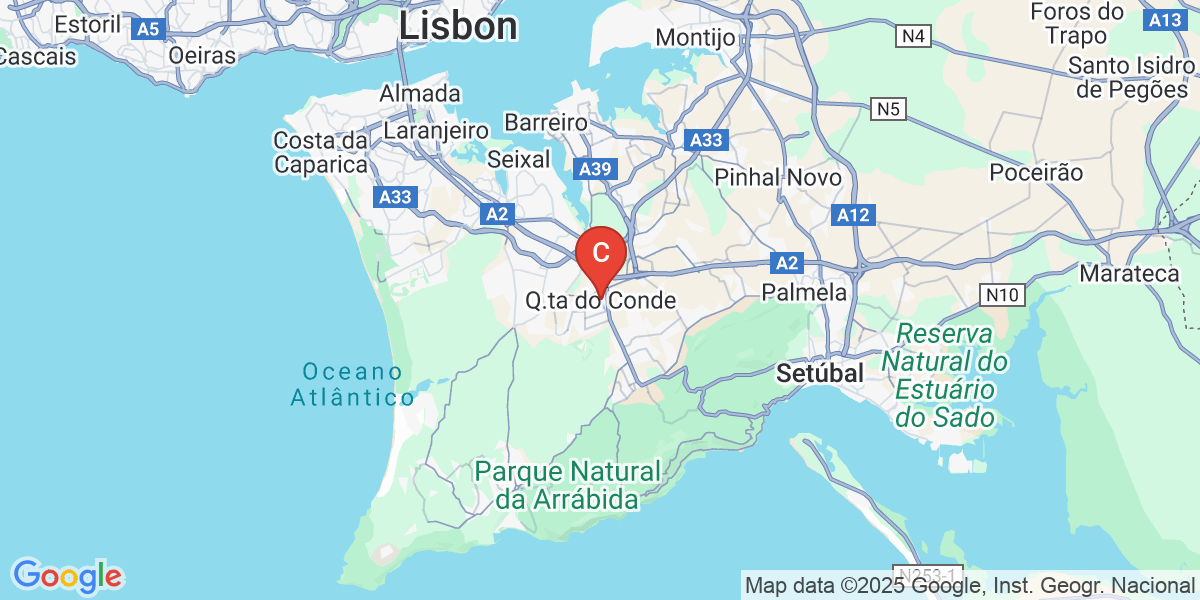 Lisbon
Estoril
A5
Cascais
Oeiras
Montijo
N4
Foros do
Trapo
A13
Santo Isidro
de Pegões
Almada
N5
Costa da
Caparica
Laranjeiro
Barreiro
Seixal
A39
A33
Pinhal Novo
Poceirão
A33
A2
A12
C
Q.ta do Conde
A2
Palmela
Marateca
N10
Reserva
Natural do
Estuário
do Sado
Setúbal
Oceano
Atlântico
Parque Natural
da Arrábida
N253-1
Google
Map data ©2025 Google, Inst. Geogr. Nacional